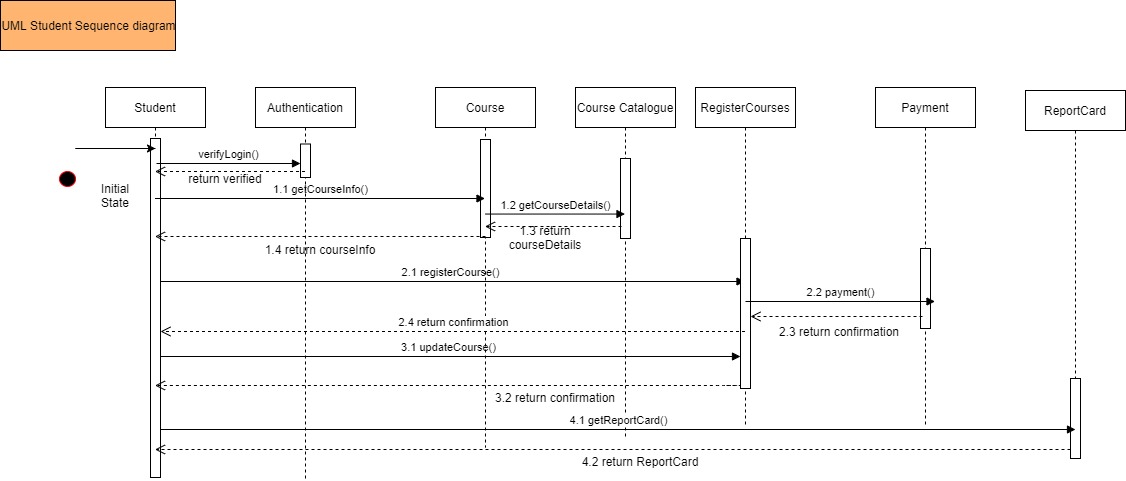 UML Student Sequence diagram
Student
Authentication
Course
Course Catalogue
RegisterCourses
Payment
ReportCard
verifyLogin()
return verified
Initial
State
1.1 getCourseInfo()
1.2 getCourseDetails()
1.3 return
courseDetails
1.4 return courseInfo
2.1 registerCourse()
2.2 payment()
2.3 return confirmation
2.4 return confirmation
3.1 updateCourse()
3.2 return confirmation
4.1 getReportCard()
4.2 return ReportCard